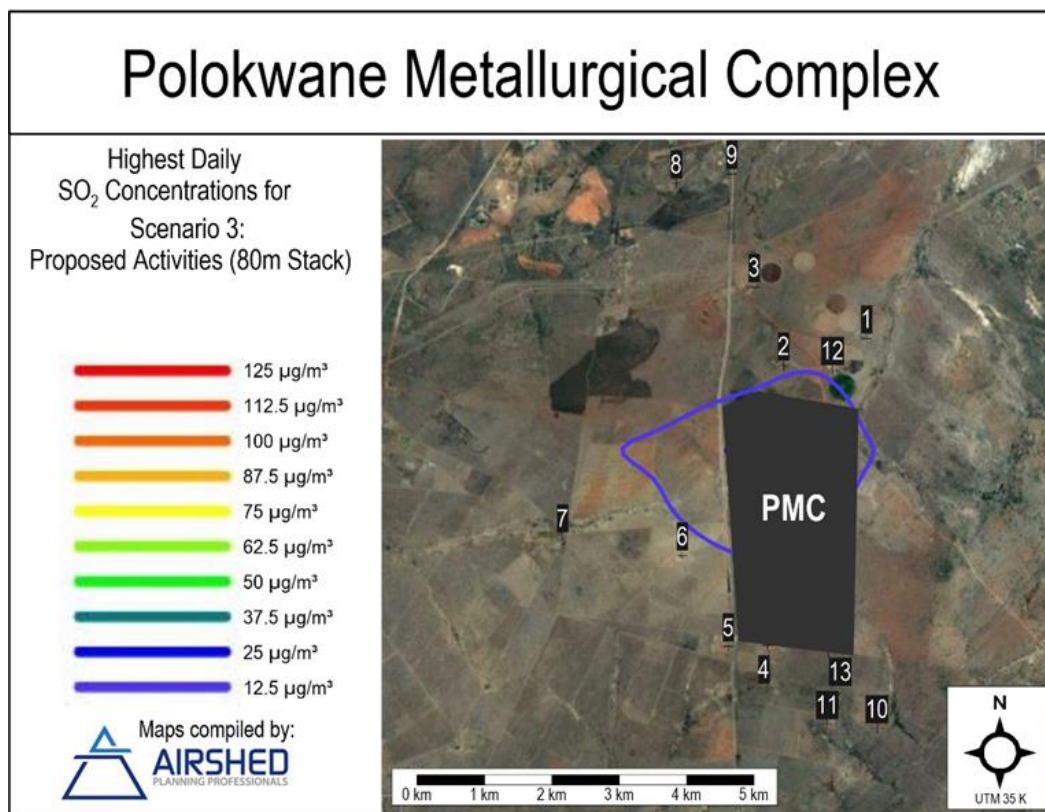 Polokwane Metallurgical Complex
Highest Daily
SO₂ Concentrations for
Scenario 3:
Proposed Activities (80m Stack)
125 µg/m³
112.5 µg/m³
100 µg/m³
87.5 µg/m³
75 µg/m³
62.5 µg/m³
50 µg/m³
37.5 µg/m³
25 µg/m³
12.5 µg/m³
Maps compiled by:
AIRSHED
PLANNING PROFESSIONALS
9
8
3
1
2
12
PMC
7
6
5
4
13
11
10
N
UTM 35 K
0 km 1 km 2 km 3 km 4 km 5 km